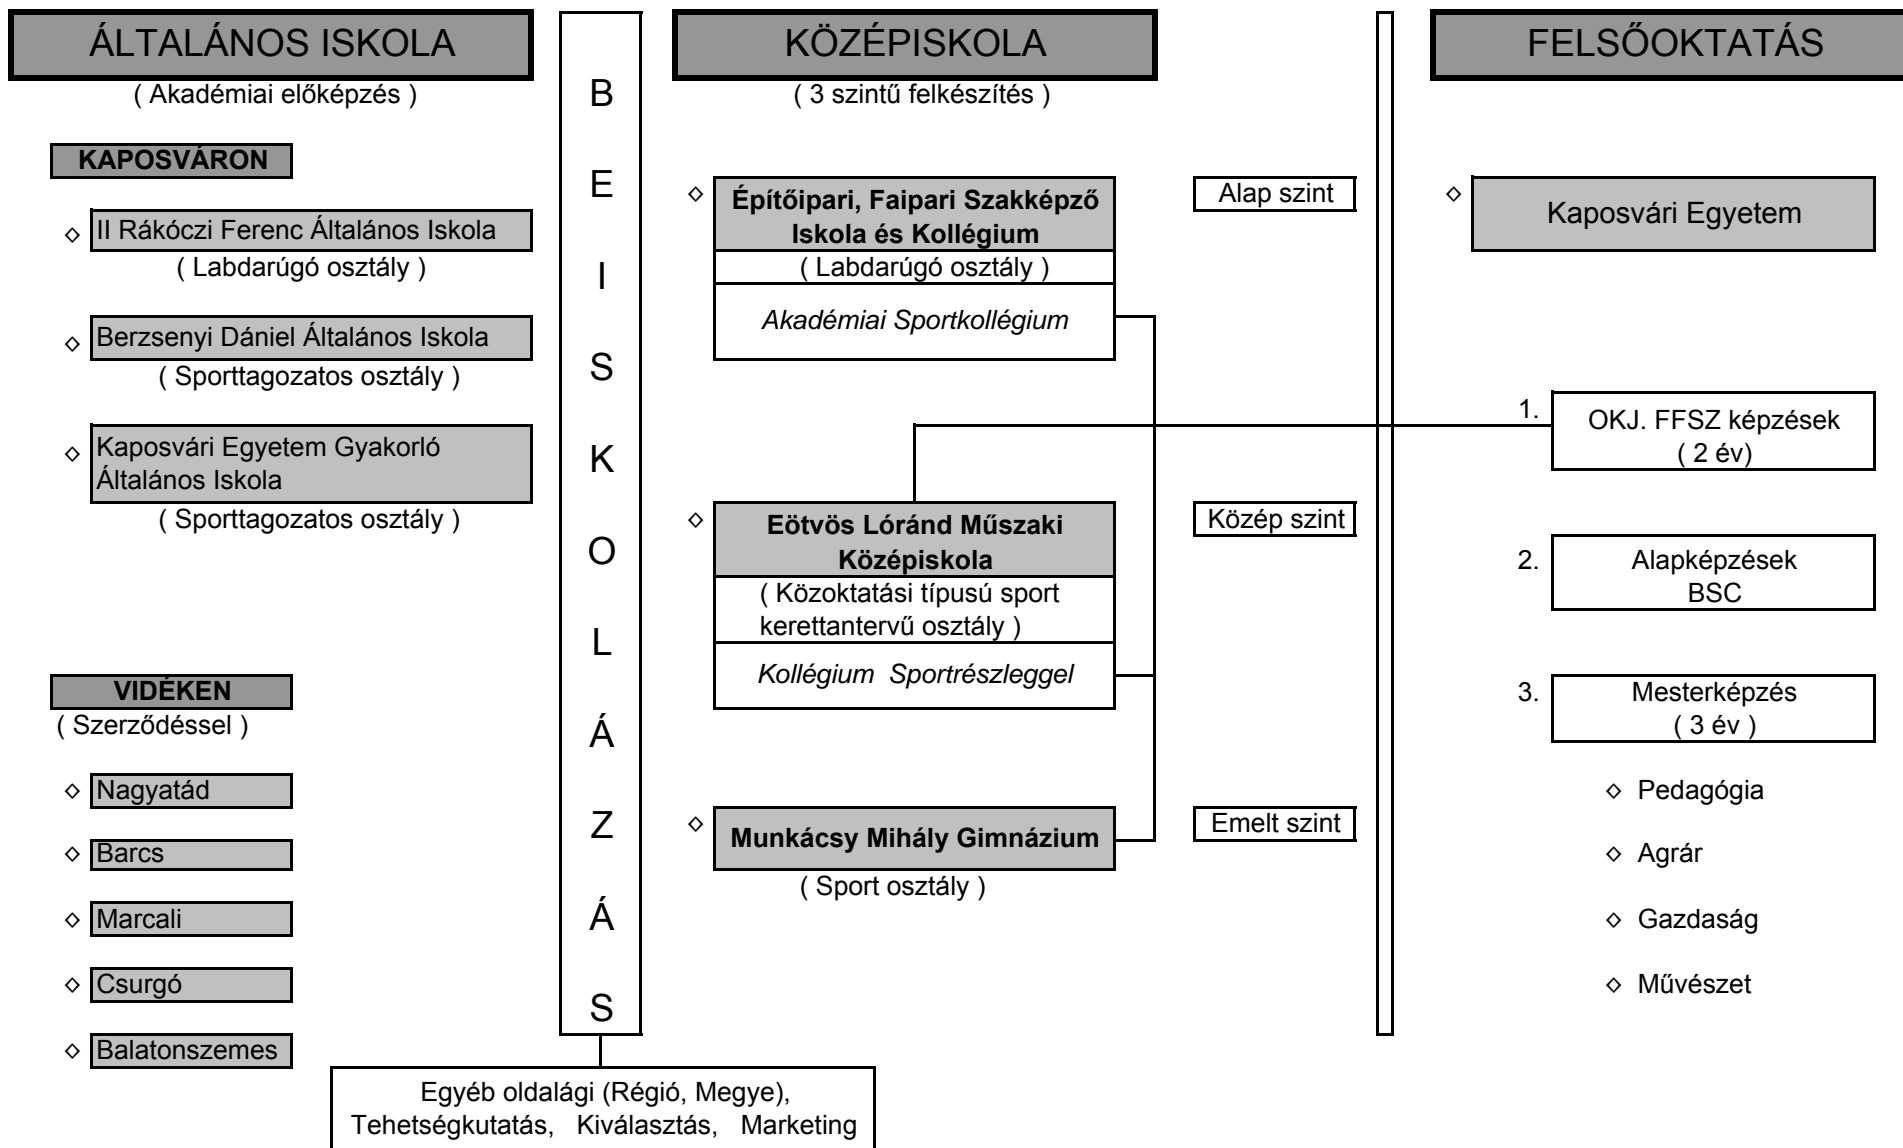 ÁLTALÁNOS ISKOLA
( Akadémiai előképzés )
KAPOSVÁRON
II Rákóczi Ferenc Általános Iskola
( Labdarúgó osztály )
Berzsenyi Dániel Általános Iskola
( Sporttagozatos osztály )
Kaposvári Egyetem Gyakorló
Általános Iskola
( Sporttagozatos osztály )
VIDÉKEN
( Szerződéssel )
Nagyatád
Barcs
Marcali
Csurgó
Balatonszemes
B
E
I
S
K
O
L
Á
Z
Á
S
Egyéb oldalági (Régió, Megye),
Tehetségkutatás, Kiválasztás, Marketing
KÖZÉPISKOLA
( 3 szintű felkészítés )
Építőipari, Faipari Szakképző
Iskola és Kollégium
( Labdarúgó osztály )
Akadémiai Sportkollégium
Alap szint
Eötvös Lóránd Műszaki
Középiskola
( Közoktatási típusú sport
kerettantervű osztály )
Kollégium Sportrészleggel
Közép szint
Munkácsy Mihály Gimnázium
( Sport osztály )
Emelt szint
FELSŐOKTATÁS
Kaposvári Egyetem
1. OKJ. FFSZ képzések
( 2 év)
2. Alapképzések
BSC
3. Mesterképzés
( 3 év )
Pedagógia
Agrár
Gazdaság
Művészet